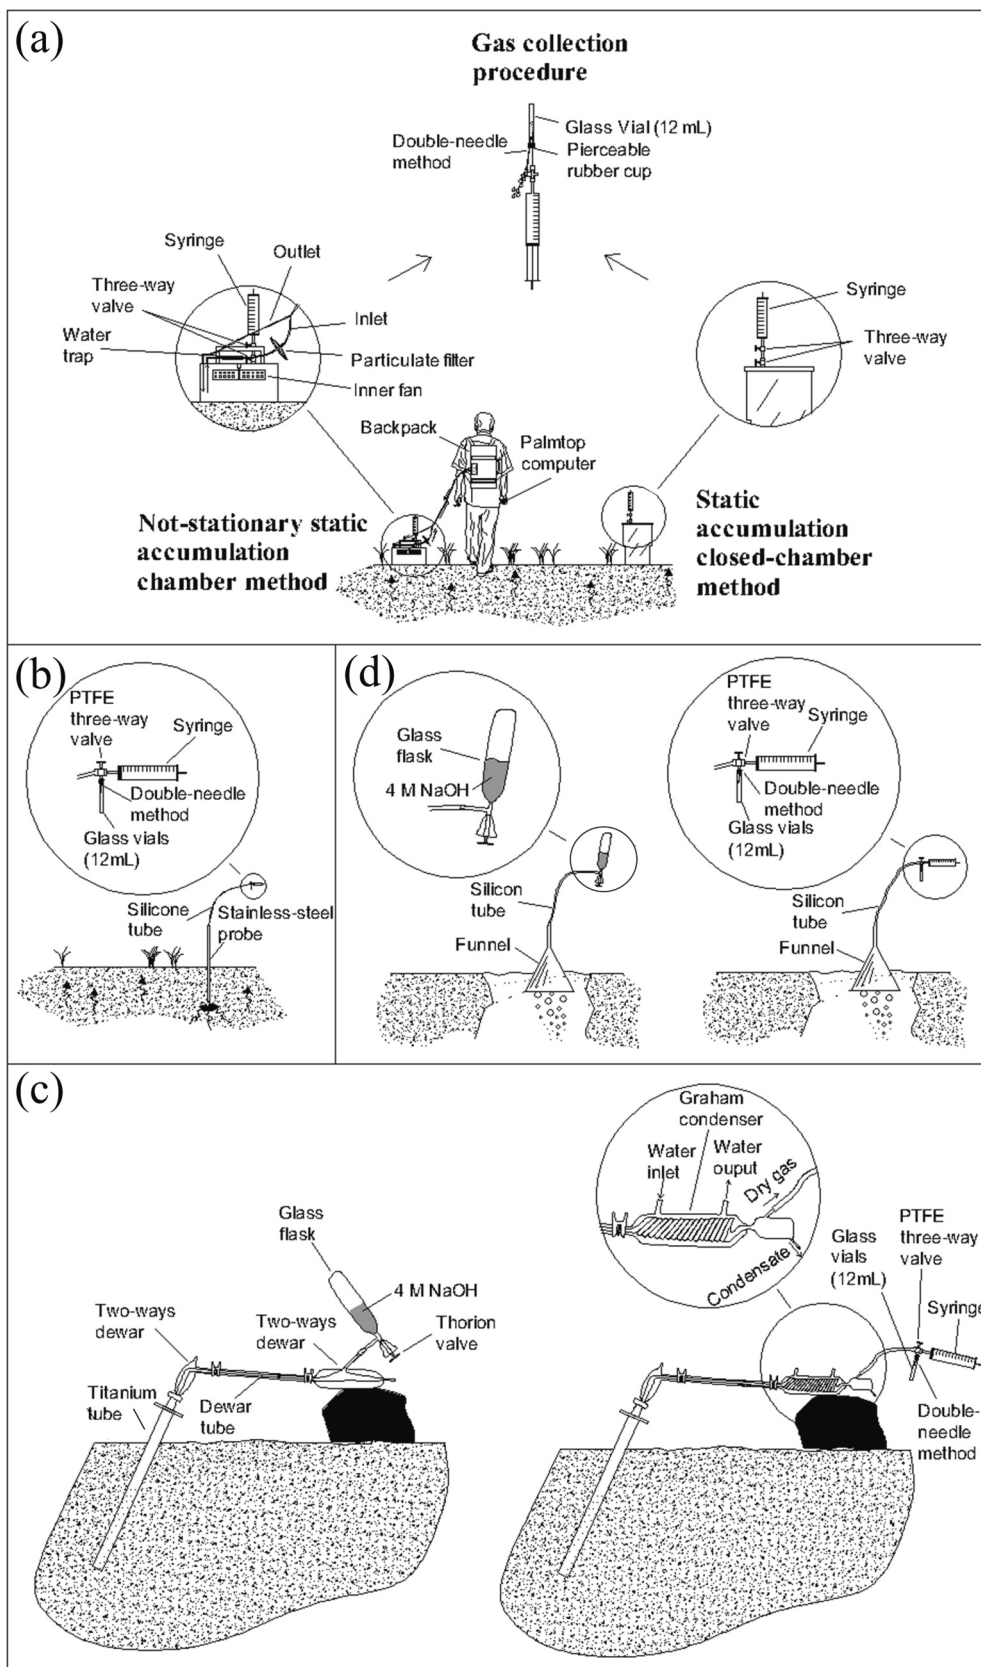 (a)
Gas collection
procedure
Glass Vial (12 mL)
Double-needle
method
Pierceable
rubber cup
Syringe
Outlet
Three-way
valve
Inlet
Water
trap
Particulate filter
Inner fan
Syringe
Three-way
valve
Backpack
Palmtop
computer
Not-stationary static
accumulation
chamber method
Static
accumulation
closed-chamber
method
(b)
PTFE
three-way
valve
Syringe
Double-needle
method
Glass vials
(12mL)
Silicone
tube
Stainless-steel
probe
(d)
Glass
flask
4 M NaOH
Silicon
tube
Funnel
PTFE
three-way
valve
Syringe
Double-needle
method
Glass vials
(12mL)
Silicon
tube
Funnel
(c)
Glass
flask
4 M NaOH
Two-ways
dewar
Two-ways
dewar
Thorion
valve
Titanium
tube
Dewar
tube
Graham
condenser
Water
inlet
Water
ouput
Dry gas
Condensate
Glass
vials
(12mL)
PTFE
three-way
valve
Syringe
Double-
needle
method